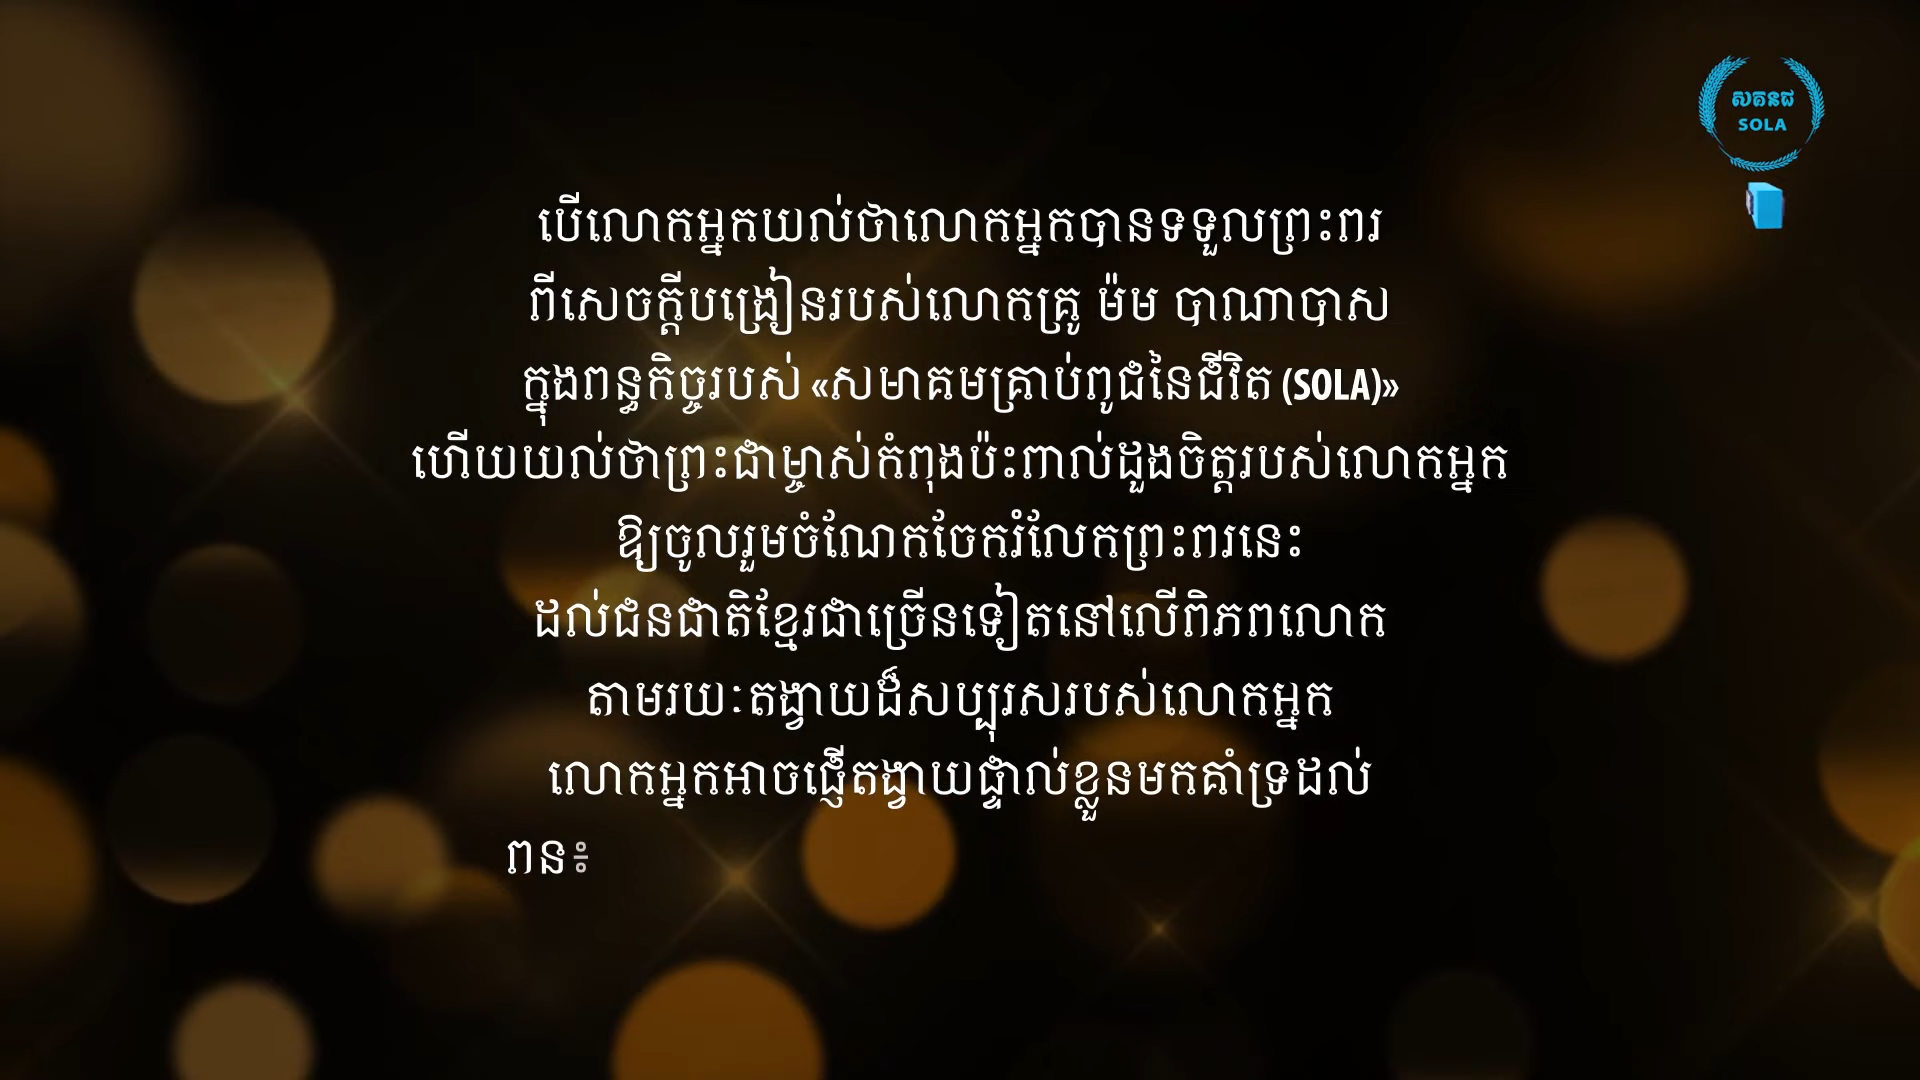 សគពជ
SOLA
បើលោកអ្នកយល់ថាលោកអ្នកបានទទួលព្រះពរ
ពីសេចក្ដីបង្រៀនរបស់លោកគ្រូ ម៉ម បាណាបាស
ក្នុងពន្ធកិច្ចរបស់ «សមាគមគ្រាប់ពូជនៃជីវិត (SOLA)»
ហើយយល់ថាព្រះជាម្ចាស់កំពុងប៉ះពាល់ដួងចិត្តរបស់លោកអ្នក
ឱ្យចូលរួមចំណែកចែករំលែកព្រះពរនេះ
ដល់ជនជាតិខ្មែរជាច្រើនទៀតនៅលើពិភពលោក
តាមរយៈតង្វាយដ៏សប្បុរសរបស់លោកអ្នក
លោកអ្នកអាចផ្ញើតង្វាយផ្ទាល់ខ្លួនមកគាំទ្រដល់
ពន៖